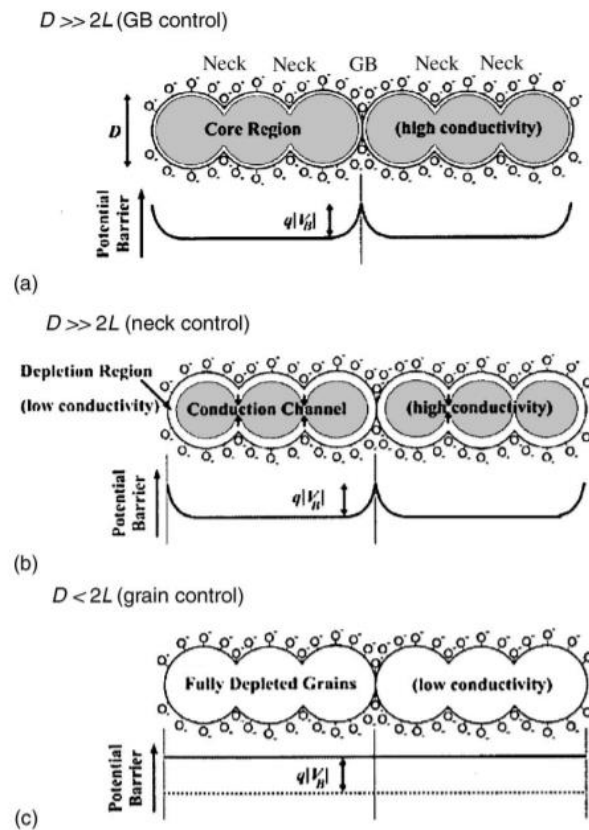 D >> 2L (GB control)
Neck Neck GB Neck Neck
D
Core Region (high conductivity)
Potential
Barrier
q|V_B|
(a)
D >> 2L (neck control)
Depletion Region
(low conductivity)
Conduction Channel (high conductivity)
Potential
Barrier
q|V_B|
(b)
D < 2L (grain control)
Fully Depleted Grains (low conductivity)
Potential
Barrier
q|V_B|
(c)